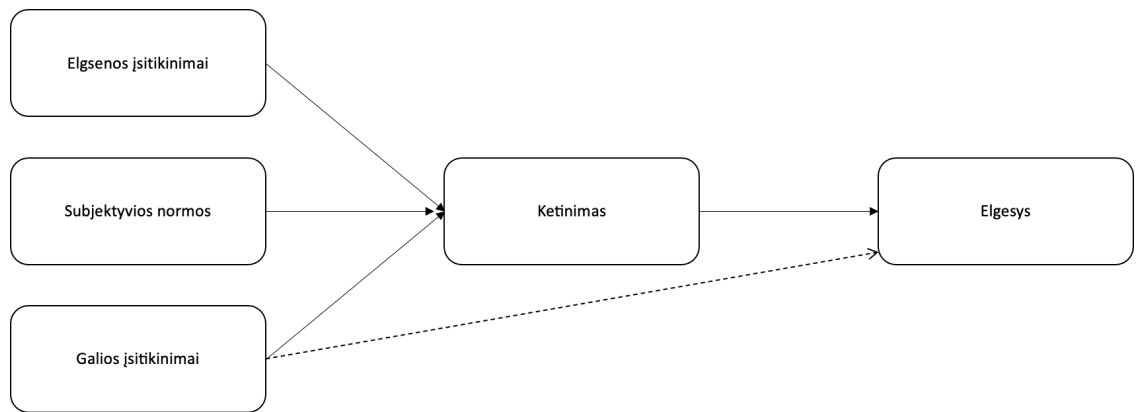 Elgsenos įsitikinimai
Subjektyvios normos
Ketinimas
Elgesys
Galios įsitikinimai